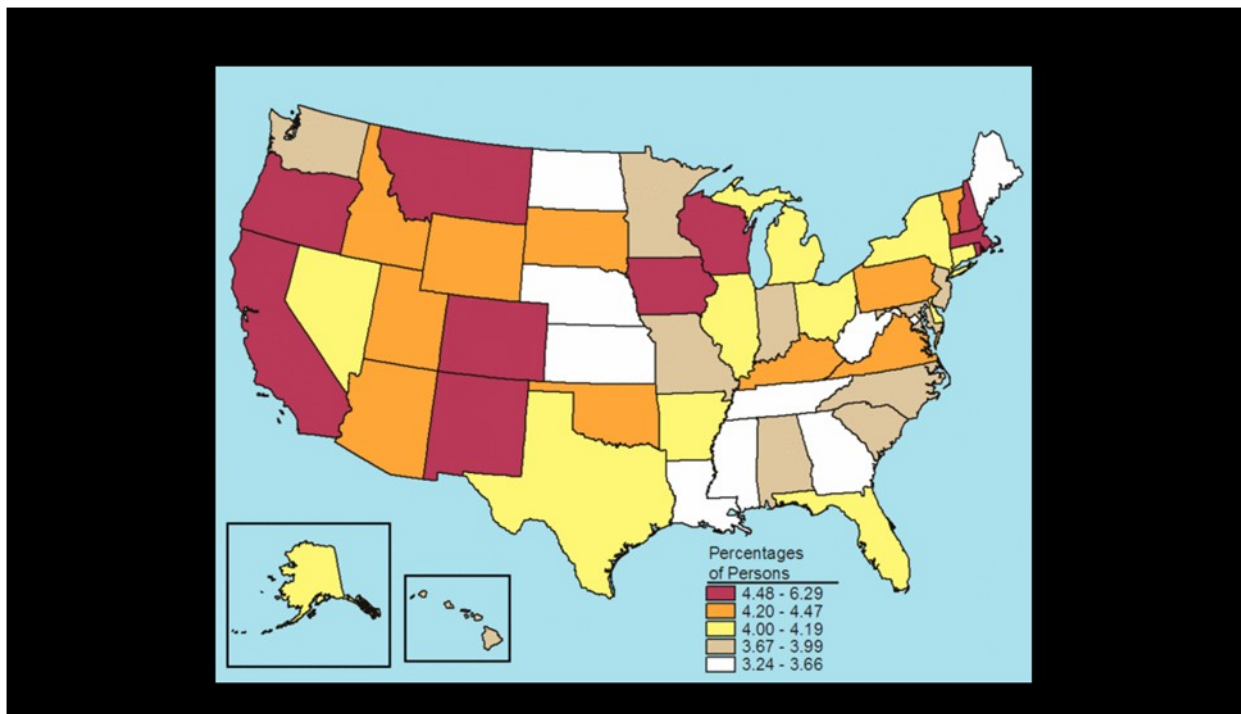 Percentages
of Persons
4.48 - 6.29
4.20 - 4.47
4.00 - 4.19
3.67 - 3.99
3.24 - 3.66